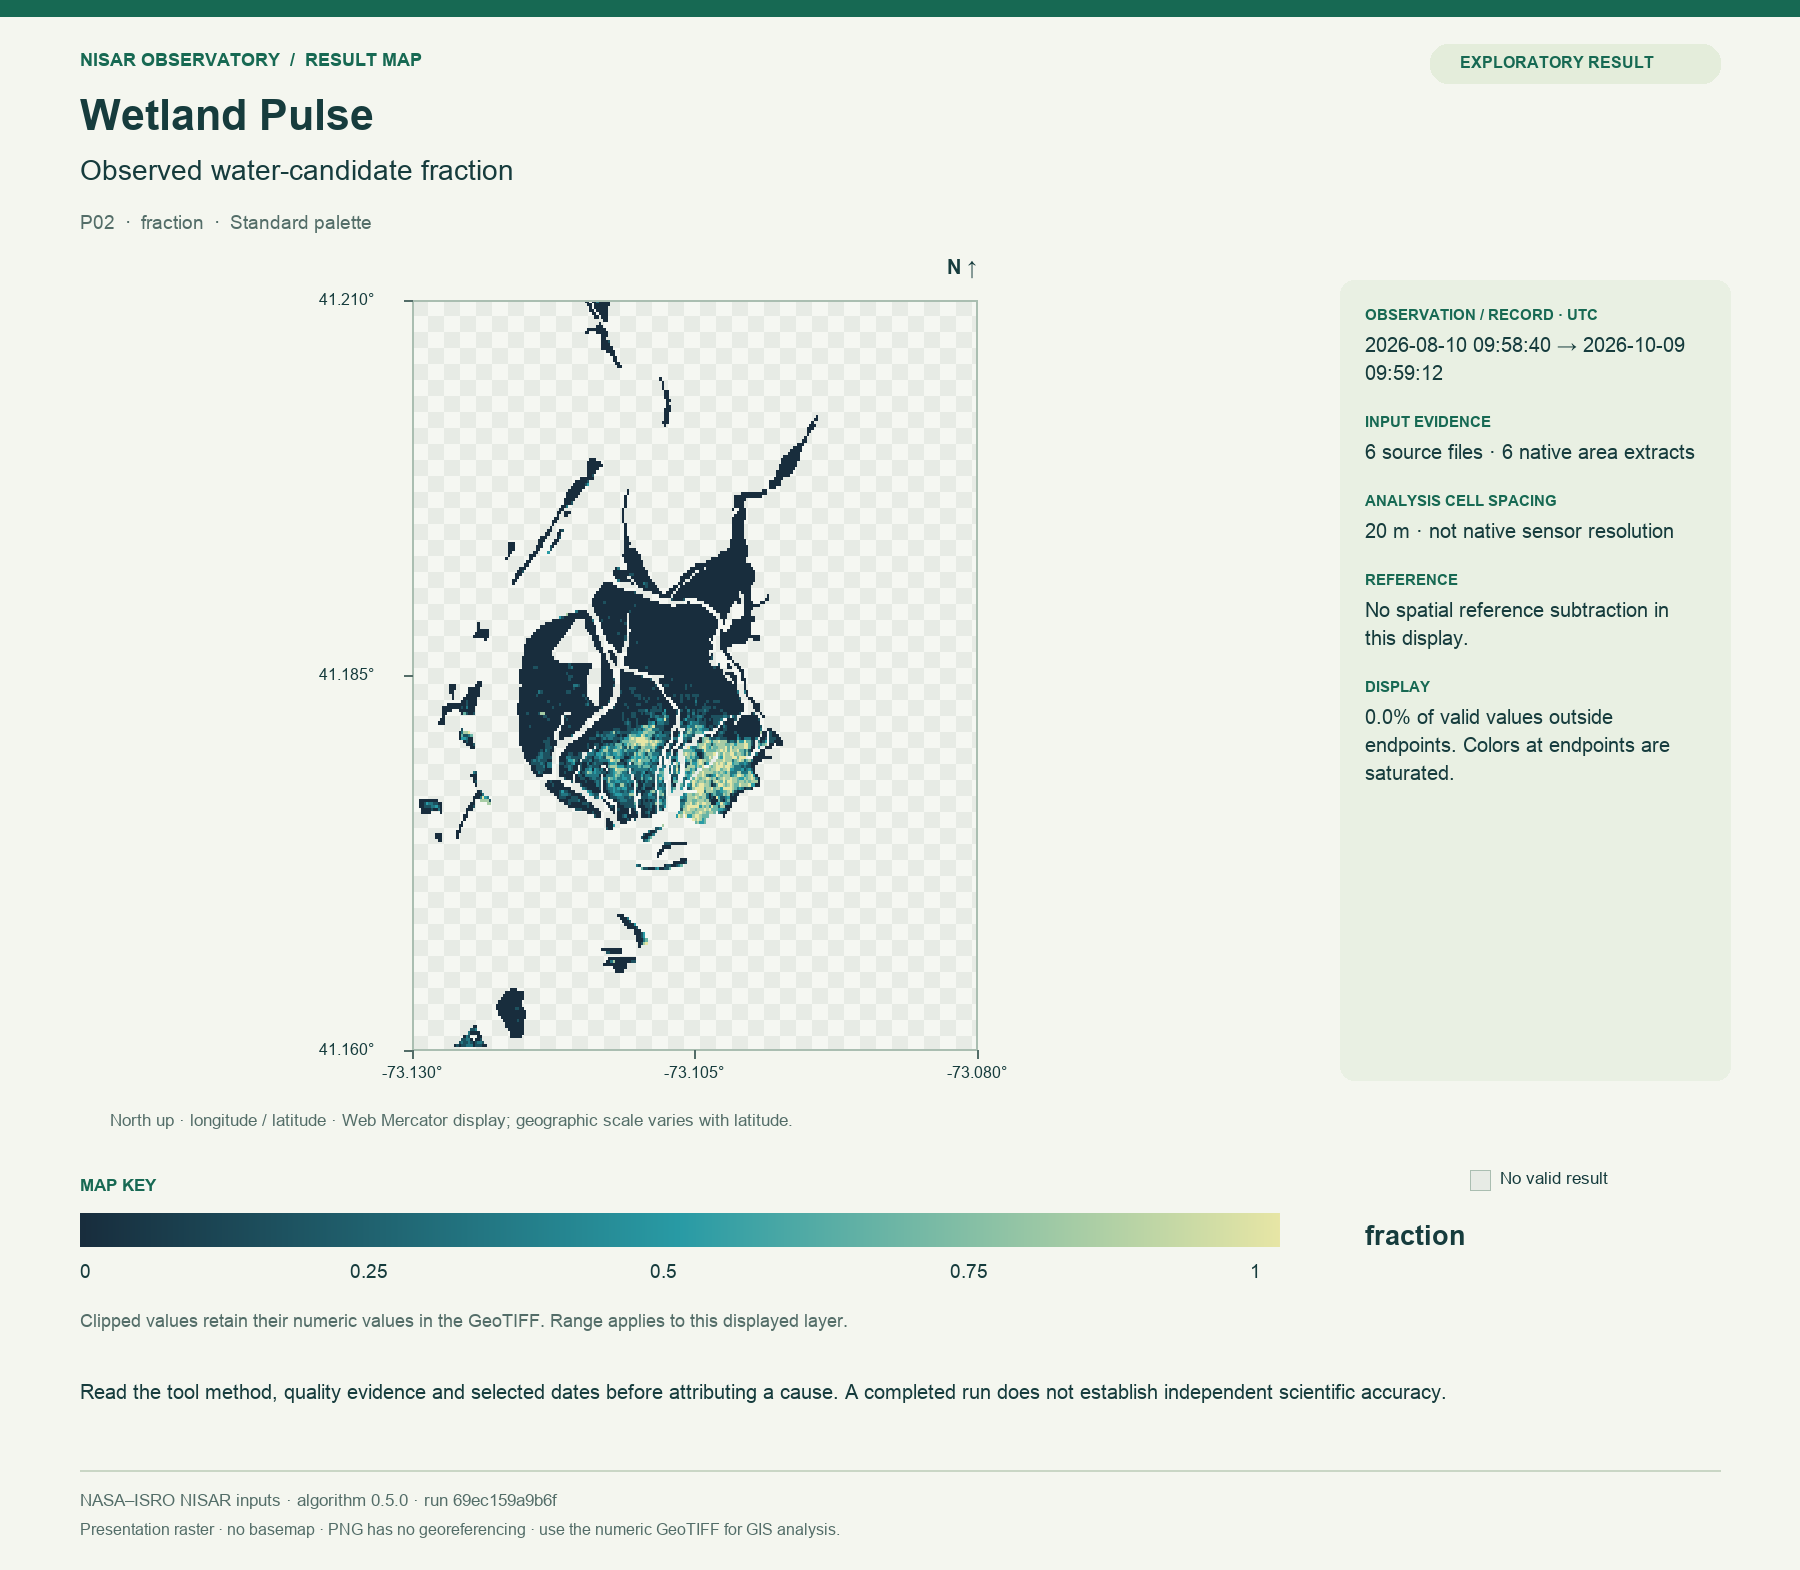 NISAR OBSERVATORY / RESULT MAP
EXPLORATORY RESULT
Wetland Pulse
Observed water-candidate fraction
P02 · fraction · Standard palette
N ↑
41.210°
41.185°
41.160°
-73.130°
-73.105°
-73.080°
OBSERVATION / RECORD · UTC
2026-08-10 09:58:40 → 2026-10-09
09:59:12
INPUT EVIDENCE
6 source files · 6 native area extracts
ANALYSIS CELL SPACING
20 m · not native sensor resolution
REFERENCE
No spatial reference subtraction in
this display.
DISPLAY
0.0% of valid values outside
endpoints. Colors at endpoints are
saturated.
North up · longitude / latitude · Web Mercator display; geographic scale varies with latitude.
MAP KEY
No valid result
fraction
0
0.25
0.5
0.75
1
Clipped values retain their numeric values in the GeoTIFF. Range applies to this displayed layer.
Read the tool method, quality evidence and selected dates before attributing a cause. A completed run does not establish independent scientific accuracy.
NASA–ISRO NISAR inputs · algorithm 0.5.0 · run 69ec159a9b6f
Presentation raster · no basemap · PNG has no georeferencing · use the numeric GeoTIFF for GIS analysis.